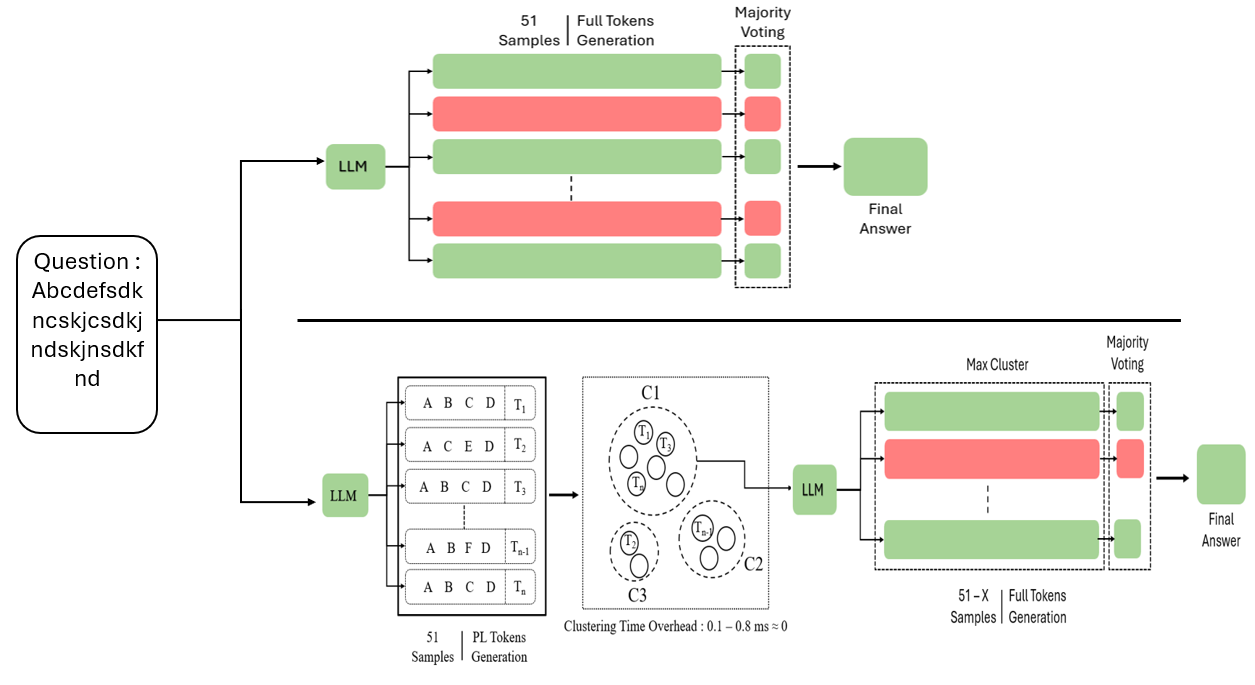 51
Samples
Full Tokens
Generation
Majority
Voting
LLM
Final
Answer
Question :
Abcdefsdk
ncskjcsdkj
ndskjnsdkf
nd
LLM
A B C D T1
A C E D T2
A B C D T3
A B F D Tn-1
A B C D Tn
51
Samples
PL Tokens
Generation
C1
T1
T3
Tn
T2
C3
Tn-1
C2
Clustering Time Overhead : 0.1 – 0.8 ms ≈ 0
LLM
Max Cluster
Majority
Voting
51 – X
Samples
Full Tokens
Generation
Final
Answer